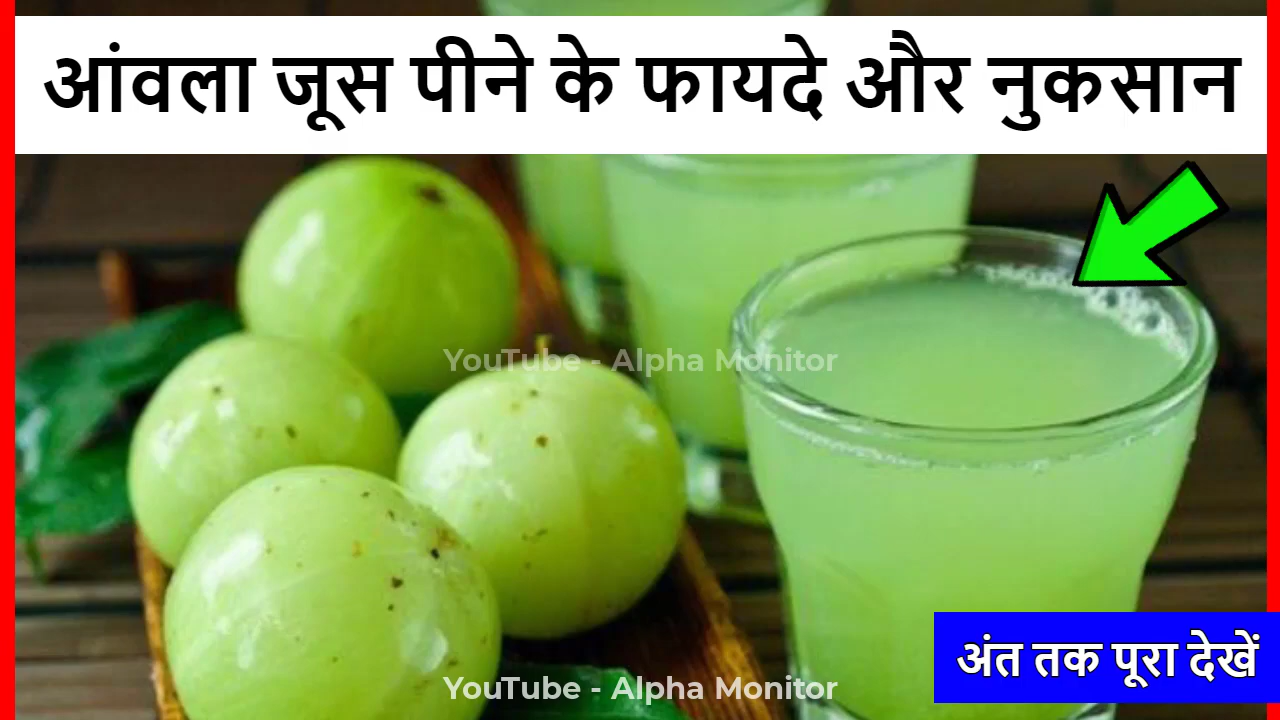 आंवला जूस पीने के फायदे और नुकसान
YouTube - Alpha Monitor
अंत तक पूरा देखें
YouTube - Alpha Monitor